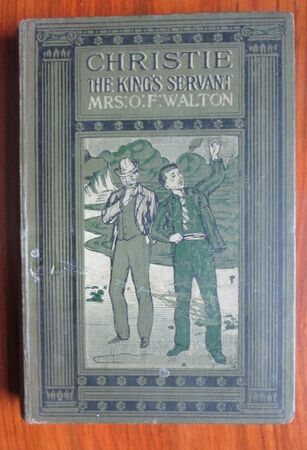 CHRISTIE
THE KING'S SERVANT
MRS: O: F: WALTON